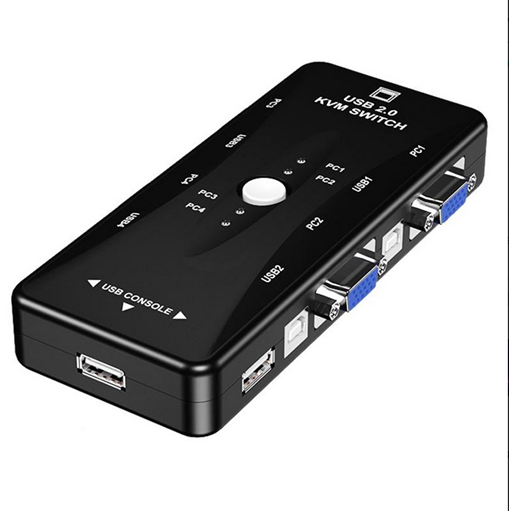 USB 2.0
KVM SWITCH
PC3
USB3
PC4
USB4
PC1
PC2
PC3
PC4
PC1
USB1
PC2
USB2
◀ USB CONSOLE ▶
▼